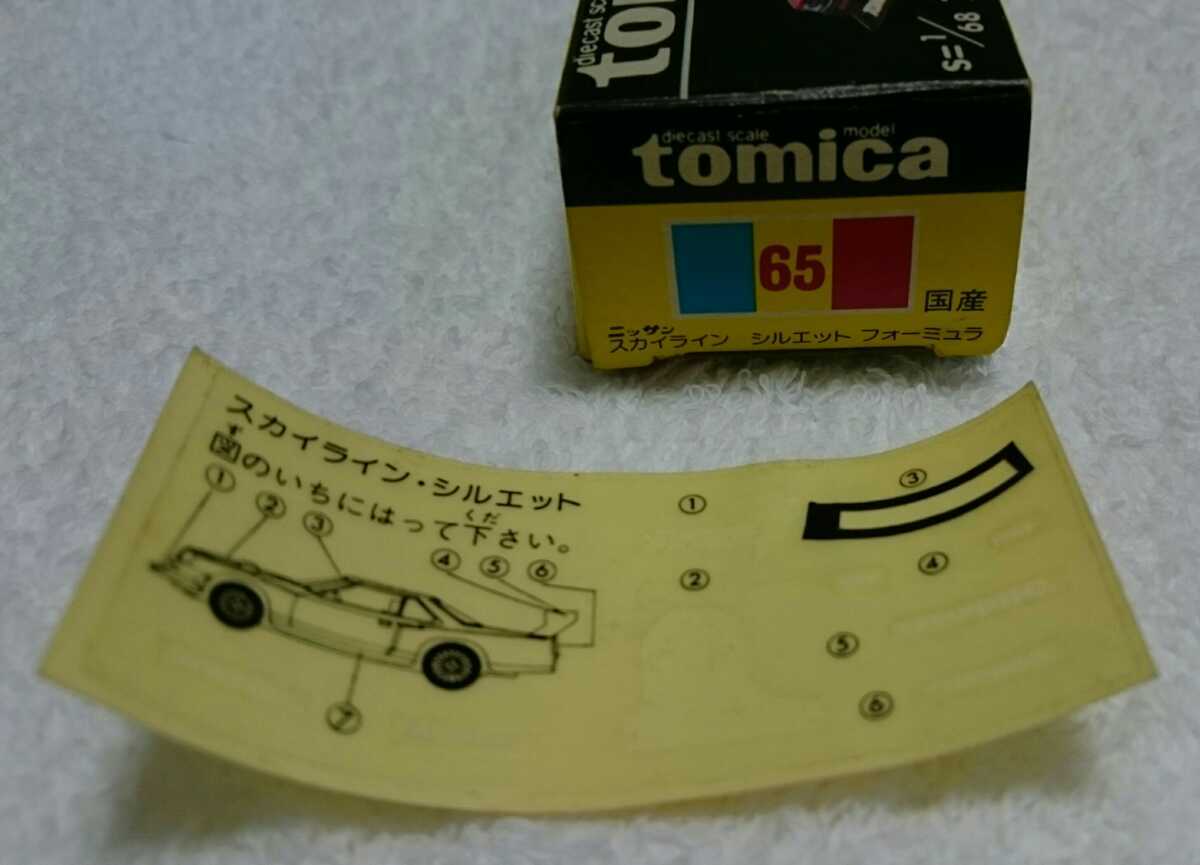 diecast sc
to
s=1/68
diecast scale model
tomica
65
国産
ニッサン
スカイライン シルエット フォーミュラ
スカイライン・シルエット
ず
図のいちにはって下さい。
くだ
① ② ③ ④ ⑤ ⑥
⑦
① ③
② ④
⑤
⑥